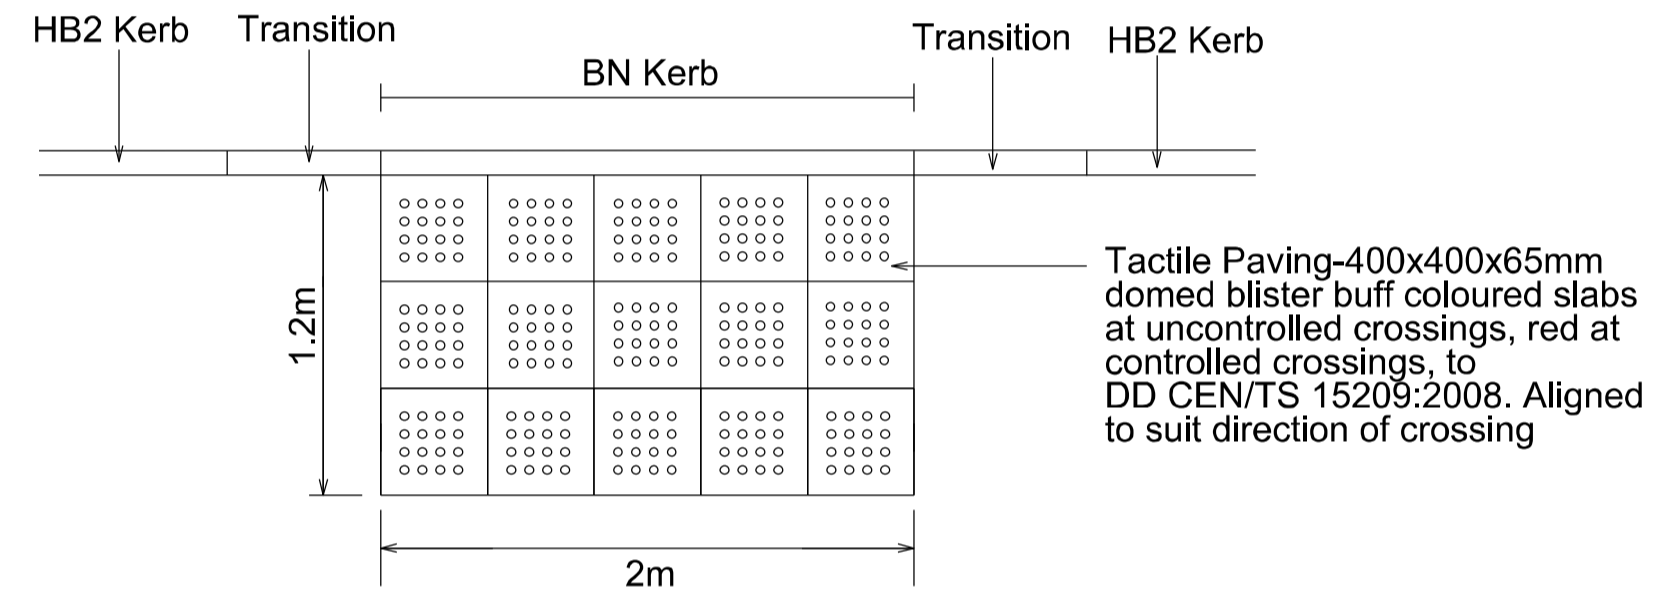 HB2 Kerb
Transition
BN Kerb
Transition
HB2 Kerb
1.2m
Tactile Paving-400x400x65mm
domed blister buff coloured slabs
at uncontrolled crossings, red at
controlled crossings, to
DD CEN/TS 15209:2008. Aligned
to suit direction of crossing
2m